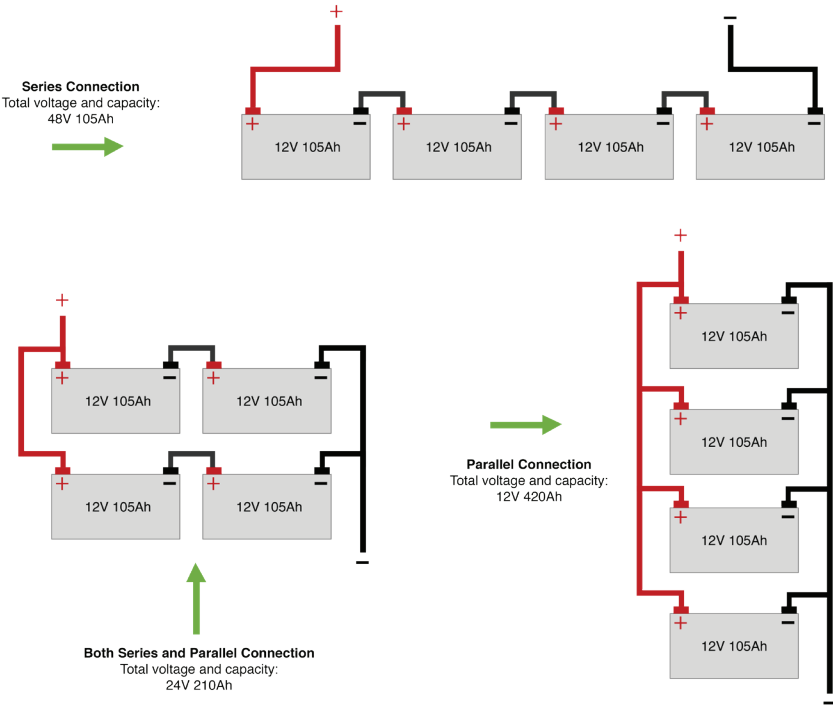 +
−
Series Connection
Total voltage and capacity:
48V 105Ah
+ − + − + − + −
12V 105Ah 12V 105Ah 12V 105Ah 12V 105Ah
+
+ − + −
12V 105Ah 12V 105Ah
+ − + −
12V 105Ah 12V 105Ah
−
Both Series and Parallel Connection
Total voltage and capacity:
24V 210Ah
+
+ −
12V 105Ah
+ −
12V 105Ah
Parallel Connection
Total voltage and capacity:
12V 420Ah
+ −
12V 105Ah
+ −
12V 105Ah
−